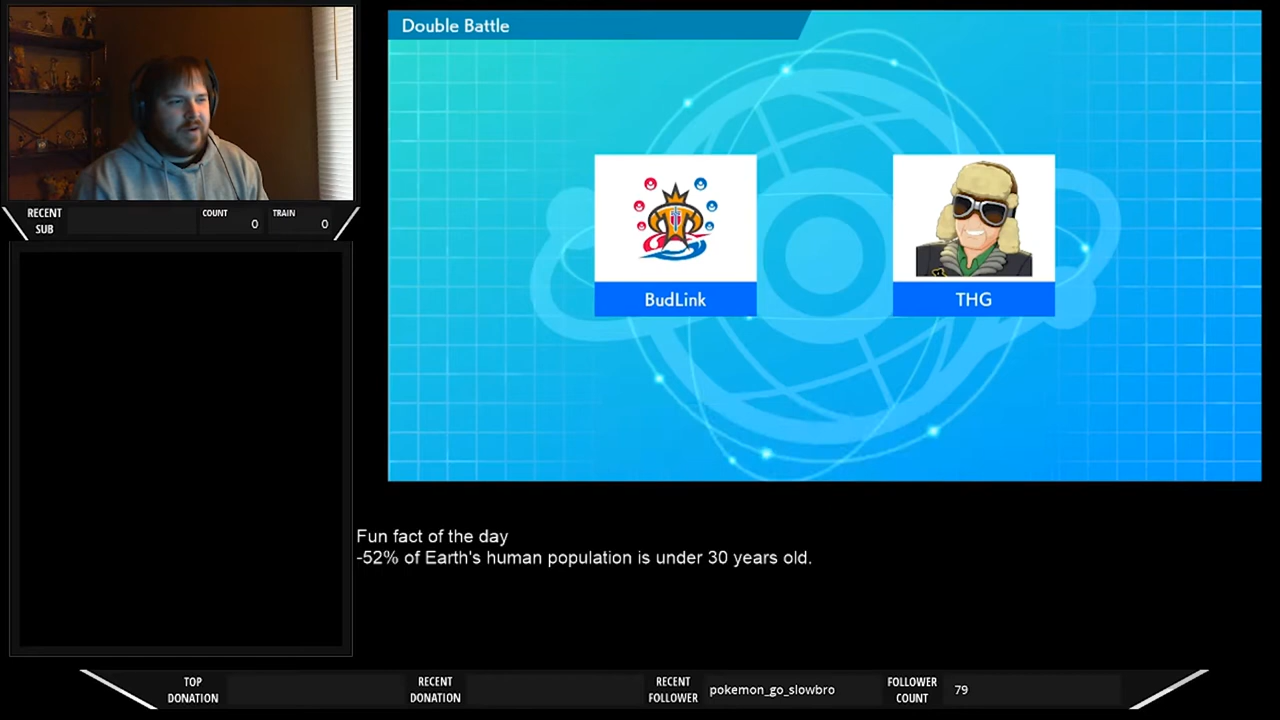 Double Battle
BudLink
THG
RECENT
SUB
COUNT
0
TRAIN
0
Fun fact of the day
-52% of Earth's human population is under 30 years old.
TOP
DONATION
RECENT
DONATION
RECENT
FOLLOWER
pokemon_go_slowbro
FOLLOWER
COUNT
79